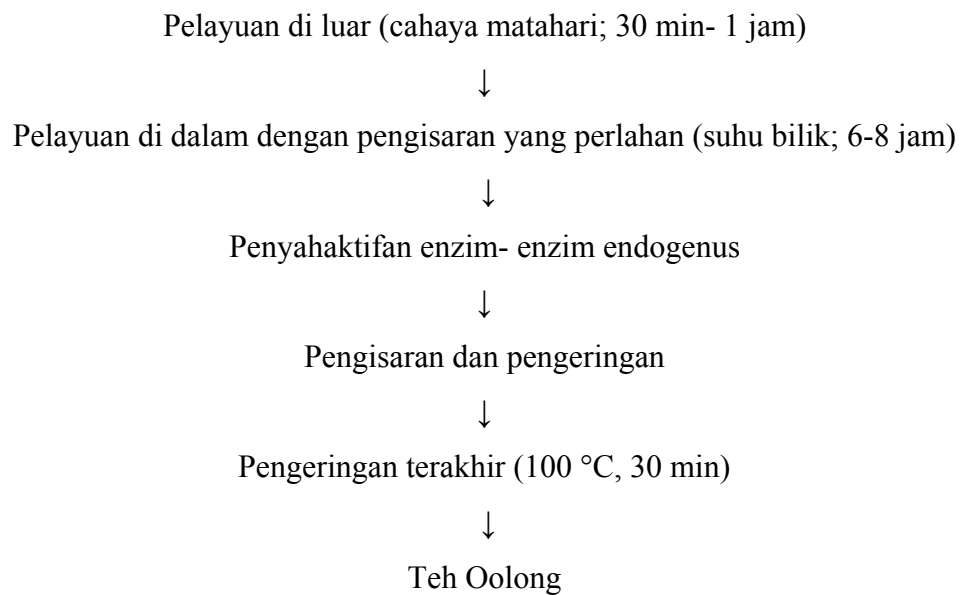 Pelayuan di luar (cahaya matahari; 30 min- 1 jam)
↓
Pelayuan di dalam dengan pengisaran yang perlahan (suhu bilik; 6-8 jam)
↓
Penyahaktifan enzim- enzim endogenus
↓
Pengisaran dan pengeringan
↓
Pengeringan terakhir (100 °C, 30 min)
↓
Teh Oolong